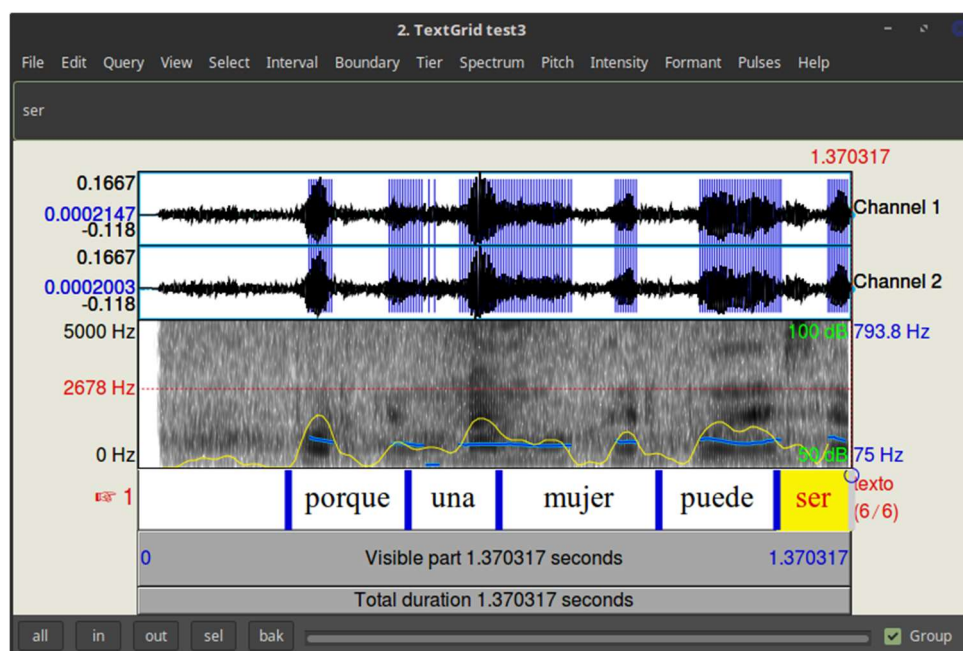 2. TextGrid test3
File Edit Query View Select Interval Boundary Tier Spectrum Pitch Intensity Formant Pulses Help
ser
1.370317
0.1667
0.0002147
-0.118
Channel 1
0.1667
0.0002003
-0.118
Channel 2
5000 Hz
100 dB
793.8 Hz
2678 Hz
0 Hz
50 dB
75 Hz
1
porque una mujer puede ser
texto
(6/6)
0 Visible part 1.370317 seconds 1.370317
Total duration 1.370317 seconds
all in out sel bak Group